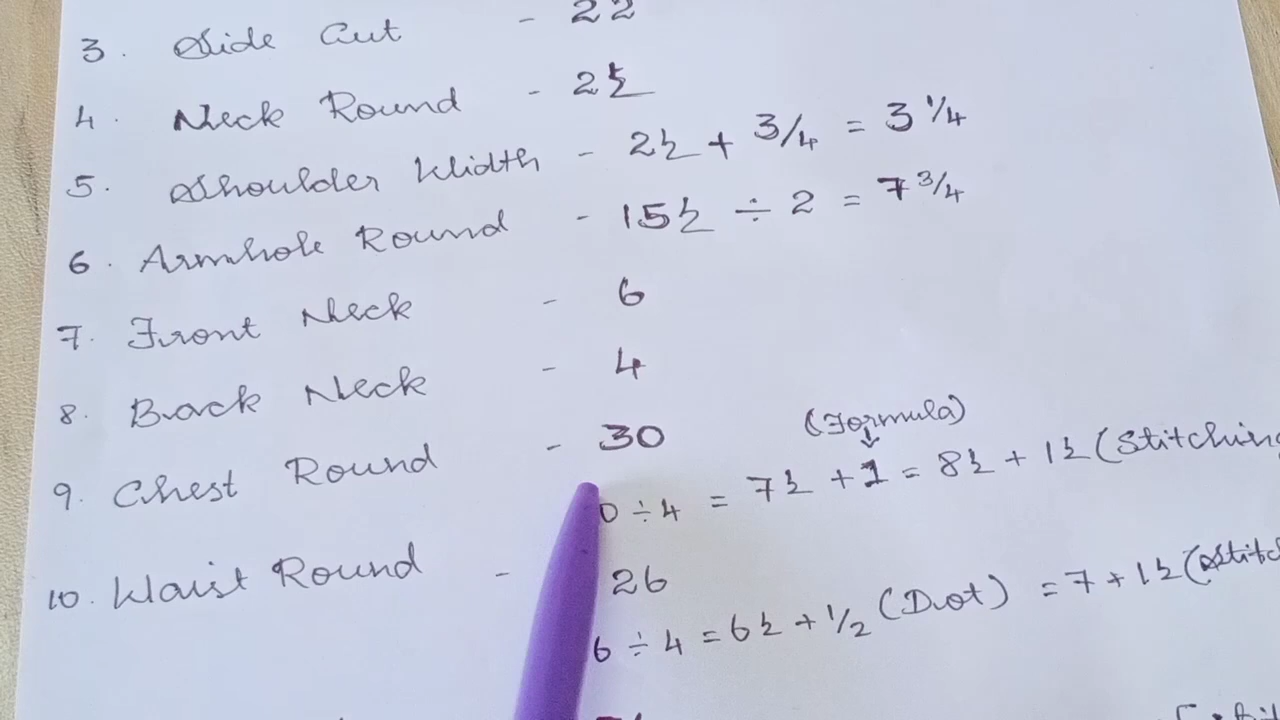 3. Side Cut - 22
4. Neck Round - 2½
5. Shoulder Width - 2½ + 3/4 = 3 1/4
6. Armhole Round - 15½ ÷ 2 = 7 3/4
7. Front Neck - 6
8. Back Neck - 4
9. Chest Round - 30
(Formula)
0 ÷ 4 = 7½ + 1 = 8½ + 1½ (Stitching
10. Waist Round - 26
6 ÷ 4 = 6½ + 1/2 (Dot) = 7 + 1½ (Stitc